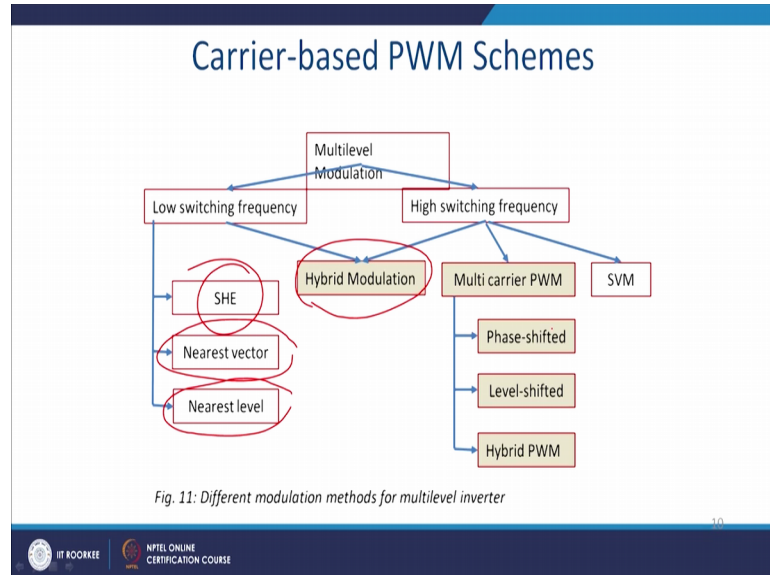 Carrier-based PWM Schemes
Multilevel
Modulation
Low switching frequency
High switching frequency
SHE
Hybrid Modulation
Multi carrier PWM
SVM
Nearest vector
Phase-shifted
Nearest level
Level-shifted
Hybrid PWM
Fig. 11: Different modulation methods for multilevel inverter
10
IIT ROORKEE
NPTEL ONLINE
CERTIFICATION COURSE